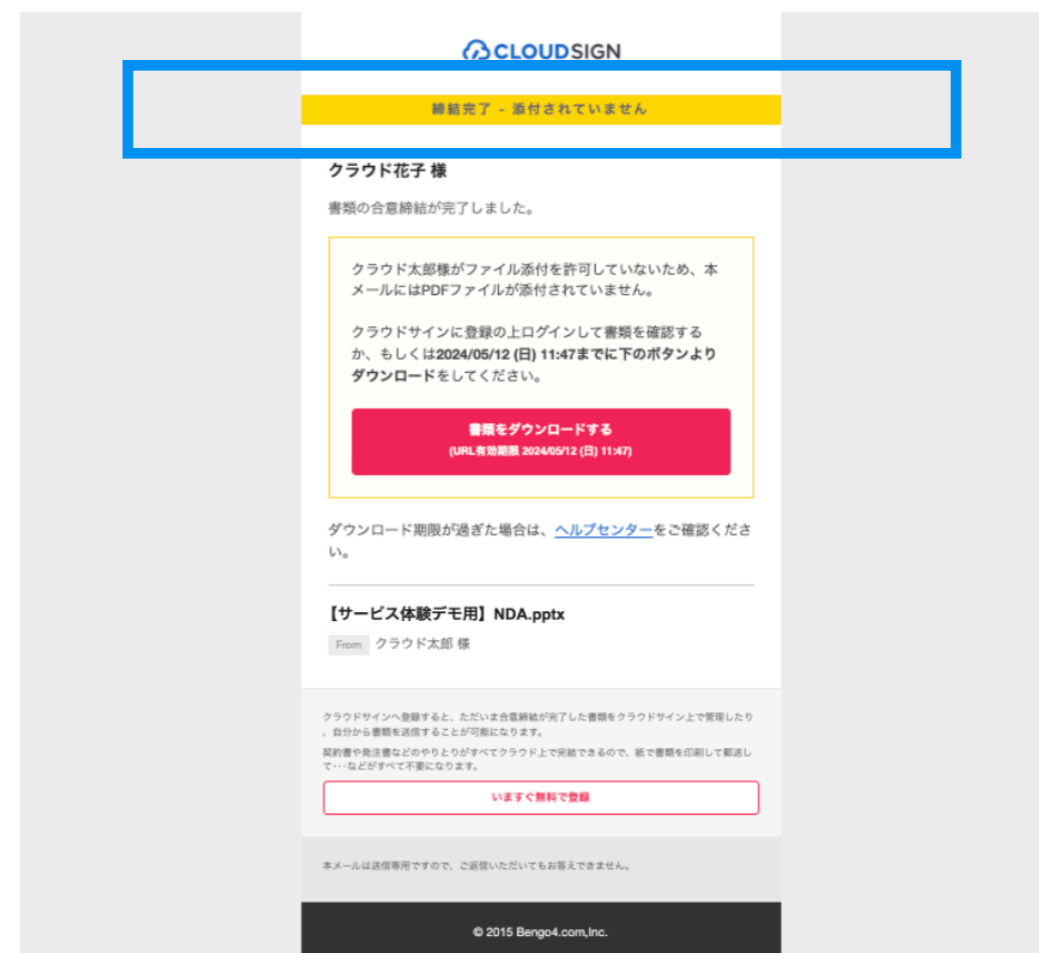 CLOUDSIGN
締結完了 - 添付されていません
クラウド花子 様
書類の合意締結が完了しました。
クラウド太郎様がファイル添付を許可していないため、本
メールにはPDFファイルが添付されていません。
クラウドサインに登録の上ログインして書類を確認する
か、もしくは2024/05/12 (日) 11:47までに下のボタンより
ダウンロードをしてください。
書類をダウンロードする
(URL有効期限 2024/05/12 (日) 11:47)
ダウンロード期限が過ぎた場合は、ヘルプセンターをご確認くださ
い。
【サービス体験デモ用】NDA.pptx
From クラウド太郎 様
クラウドサインへ登録すると、ただいま合意締結が完了した書類をクラウドサイン上で管理したり
、自分から書類を送信することが可能になります。
契約書や発注書などのやりとりがすべてクラウド上で完結できるので、紙で書類を印刷して郵送し
て･･･などがすべて不要になります。
いますぐ無料で登録
本メールは送信専用ですので、ご返信いただいてもお答えできません。
© 2015 Bengo4.com,Inc.